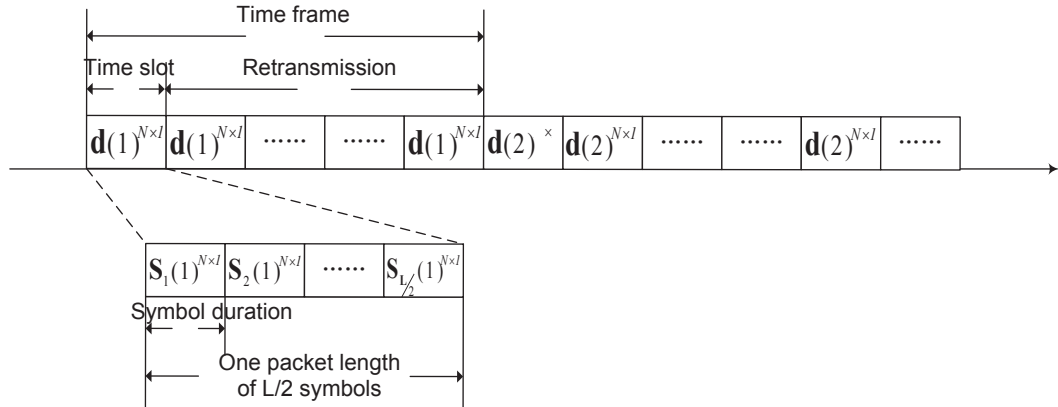 Time frame
Time slot Retransmission
d(1)^{N×1} d(1)^{N×1} ······ ······ d(1)^{N×1} d(2) ^{×} d(2)^{N×1} ······ ······ d(2)^{N×1} ······
S_1(1)^{N×1} S_2(1)^{N×1} ······ S_{L/2}(1)^{N×1}
Symbol duration
One packet length
of L/2 symbols